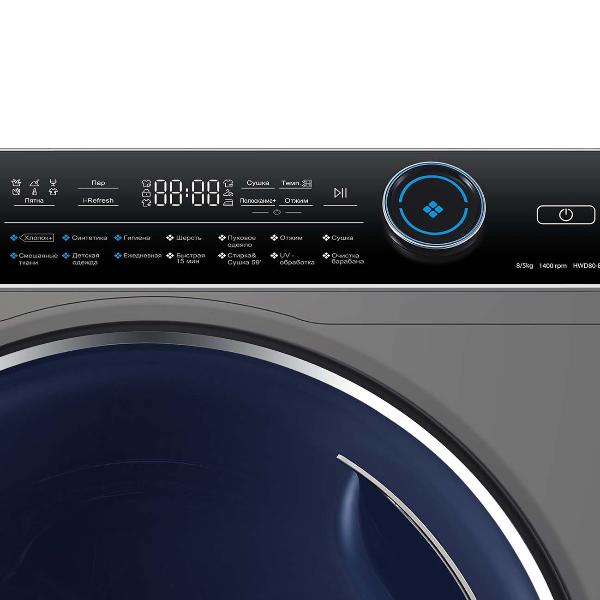 Пар
88:88
Сушка
Темп.
Пятна
i-Refresh
Полоскание+
Отжим
Хлопок+
Синтетика
Гигиена
Шерсть
Пуховое
одеяло
Отжим
Сушка
Смешанные
ткани
Детская
одежда
Ежедневная
Быстрая
15 мин
Стирка&
Сушка 59'
UV -
обработка
Очистка
барабана
8/5kg 1400 rpm HWD80-B